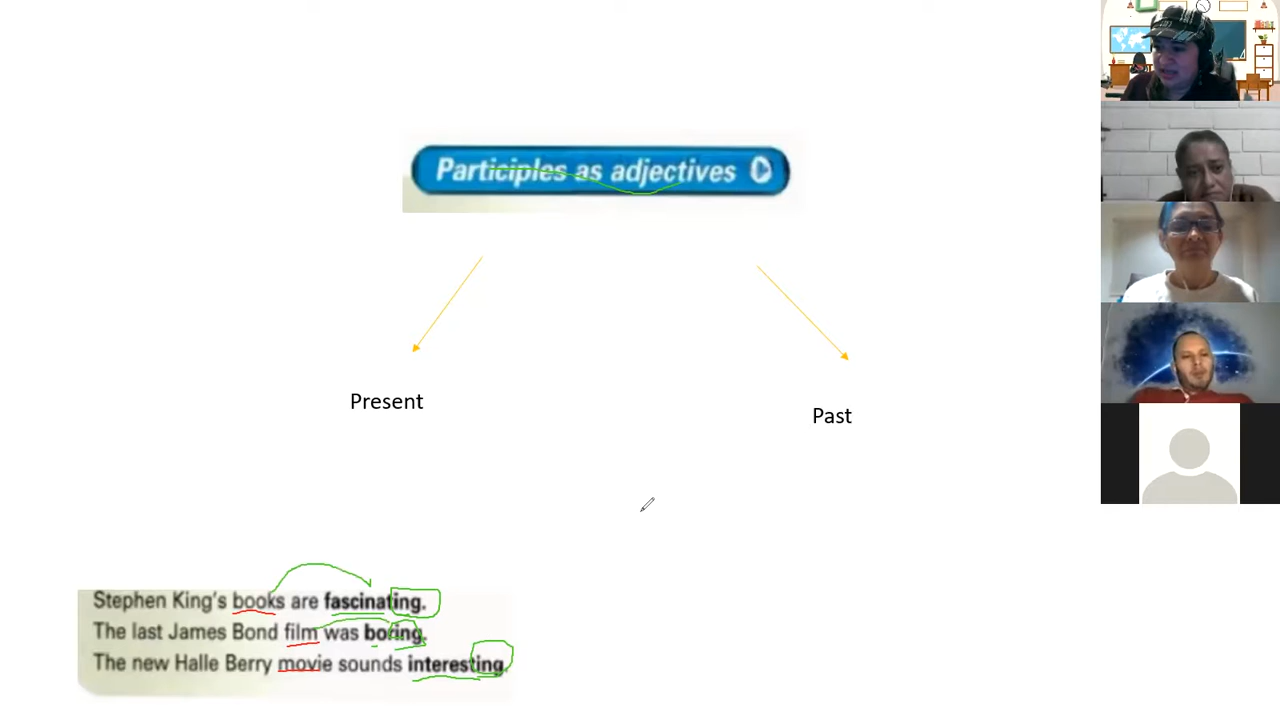 Participles as adjectives
Present
Past
Stephen King's books are fascinating.
The last James Bond film was boring.
The new Halle Berry movie sounds interesting.